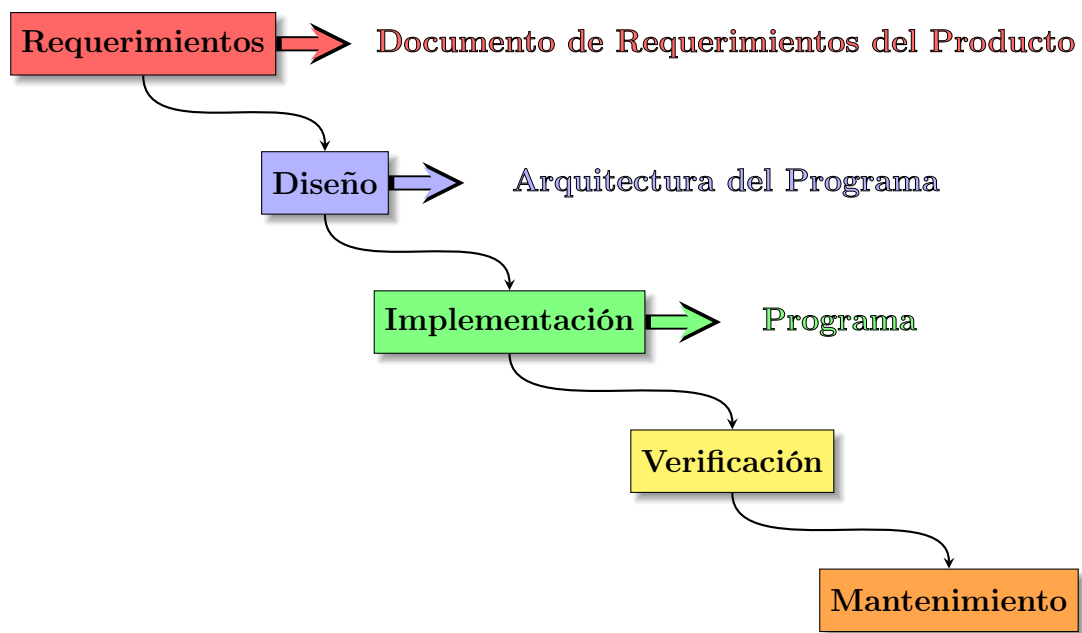 Requerimientos
Documento de Requerimientos del Producto
Diseño
Arquitectura del Programa
Implementación
Programa
Verificación
Mantenimiento